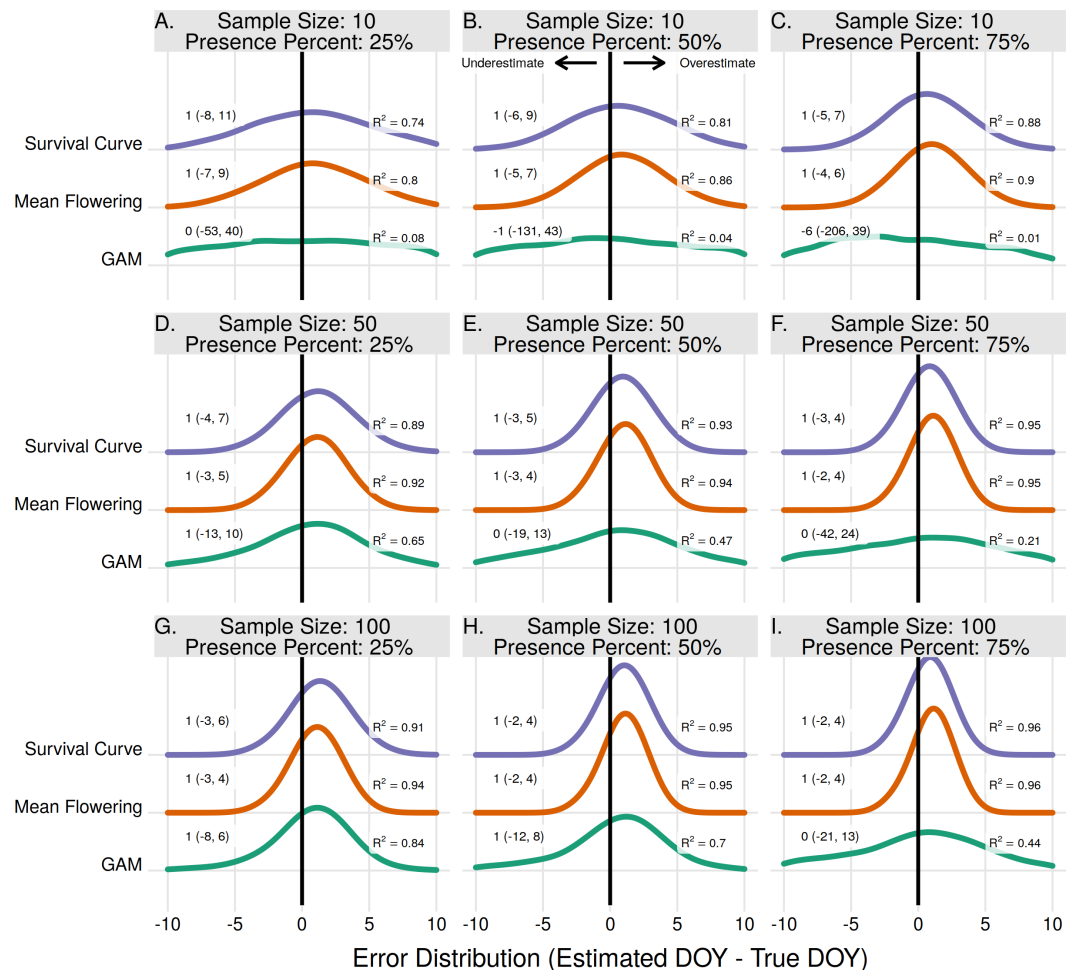 A. Sample Size: 10
Presence Percent: 25%
B. Sample Size: 10
Presence Percent: 50%
C. Sample Size: 10
Presence Percent: 75%
Underestimate
Overestimate
Survival Curve
1 (-8, 11)
R² = 0.74
1 (-6, 9)
R² = 0.81
1 (-5, 7)
R² = 0.88
Mean Flowering
1 (-7, 9)
R² = 0.8
1 (-5, 7)
R² = 0.86
1 (-4, 6)
R² = 0.9
GAM
0 (-53, 40)
R² = 0.08
-1 (-131, 43)
R² = 0.04
-6 (-206, 39)
R² = 0.01
D. Sample Size: 50
Presence Percent: 25%
E. Sample Size: 50
Presence Percent: 50%
F. Sample Size: 50
Presence Percent: 75%
Survival Curve
1 (-4, 7)
R² = 0.89
1 (-3, 5)
R² = 0.93
1 (-3, 4)
R² = 0.95
Mean Flowering
1 (-3, 5)
R² = 0.92
1 (-3, 4)
R² = 0.94
1 (-2, 4)
R² = 0.95
GAM
1 (-13, 10)
R² = 0.65
0 (-19, 13)
R² = 0.47
0 (-42, 24)
R² = 0.21
G. Sample Size: 100
Presence Percent: 25%
H. Sample Size: 100
Presence Percent: 50%
I. Sample Size: 100
Presence Percent: 75%
Survival Curve
1 (-3, 6)
R² = 0.91
1 (-2, 4)
R² = 0.95
1 (-2, 4)
R² = 0.96
Mean Flowering
1 (-3, 4)
R² = 0.94
1 (-2, 4)
R² = 0.95
1 (-2, 4)
R² = 0.96
GAM
1 (-8, 6)
R² = 0.84
1 (-12, 8)
R² = 0.7
0 (-21, 13)
R² = 0.44
-10 -5 0 5 10
-10 -5 0 5 10
-10 -5 0 5 10
Error Distribution (Estimated DOY - True DOY)